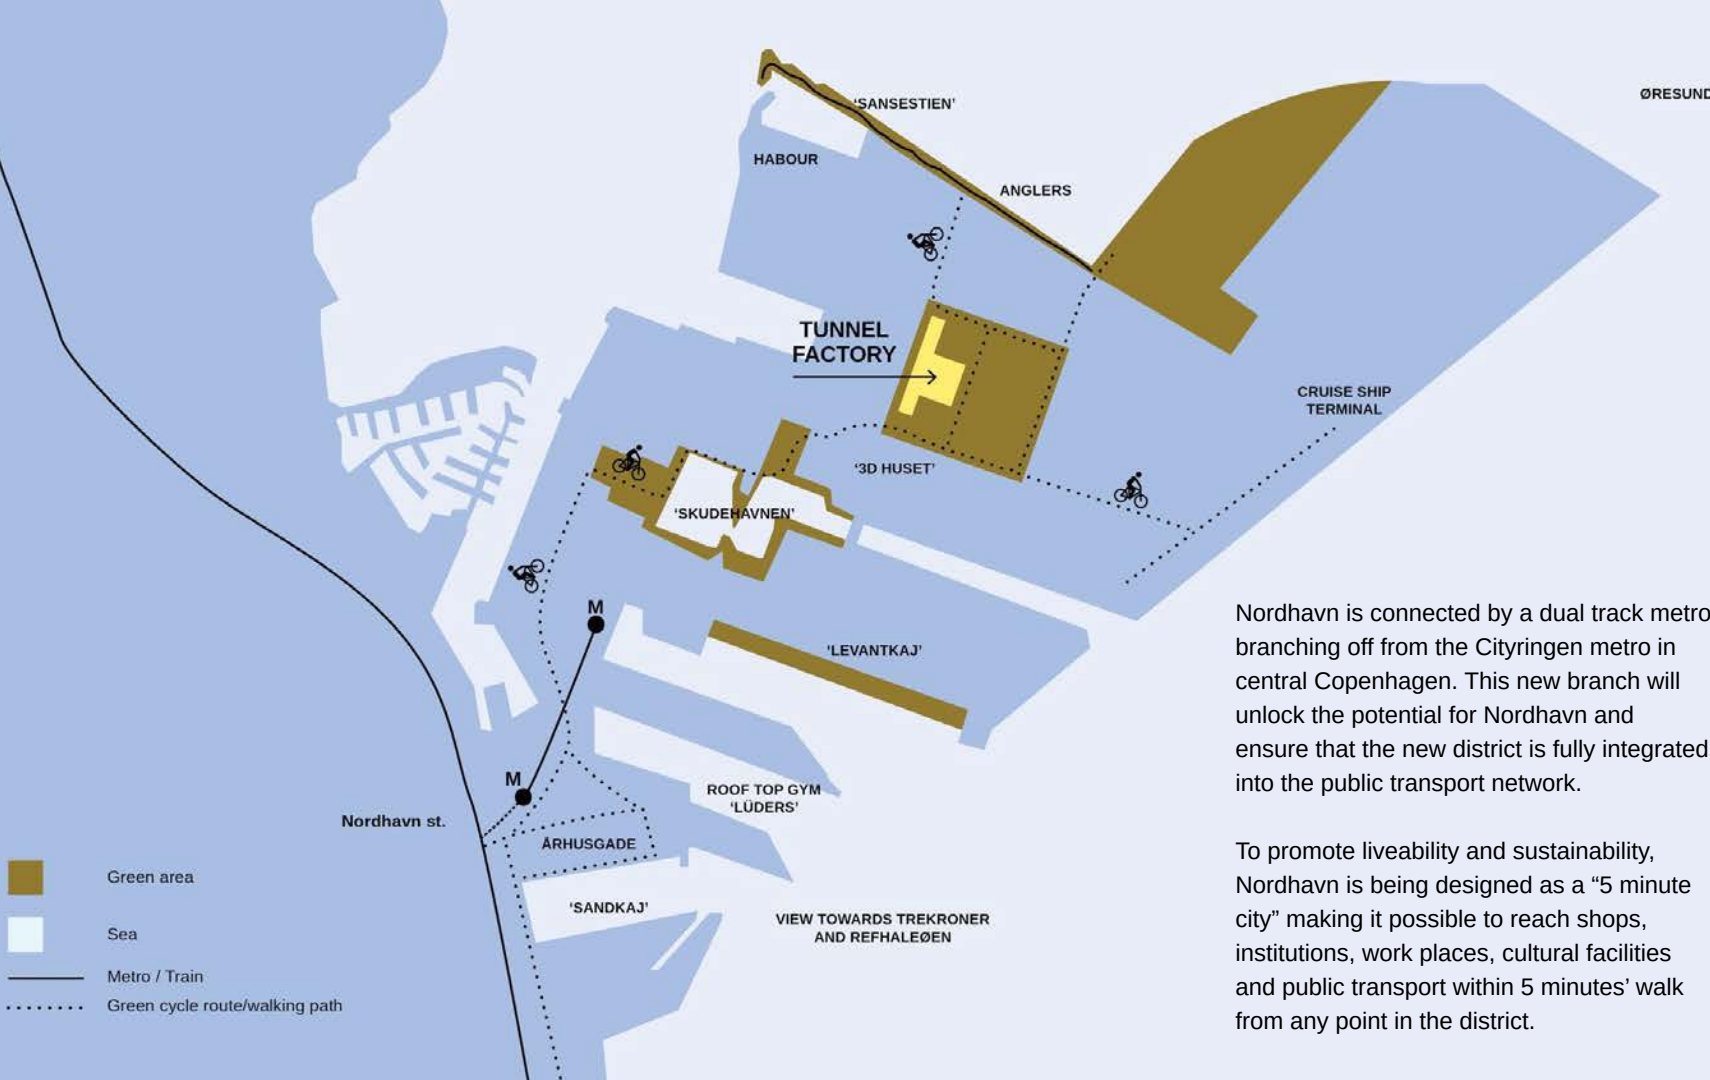 'SANSESTIEN'
ØRESUND
HABOUR
ANGLERS
TUNNEL
FACTORY
CRUISE SHIP
TERMINAL
'3D HUSET'
'SKUDEHAVNEN'
M
'LEVANTKAJ'
M
ROOF TOP GYM
'LÜDERS'
Nordhavn st.
ÅRHUSGADE
'SANDKAJ'
VIEW TOWARDS TREKRONER
AND REFHALEØEN
Green area
Sea
Metro / Train
Green cycle route/walking path
Nordhavn is connected by a dual track metro
branching off from the Cityringen metro in
central Copenhagen. This new branch will
unlock the potential for Nordhavn and
ensure that the new district is fully integrated
into the public transport network.
To promote liveability and sustainability,
Nordhavn is being designed as a “5 minute
city” making it possible to reach shops,
institutions, work places, cultural facilities
and public transport within 5 minutes’ walk
from any point in the district.